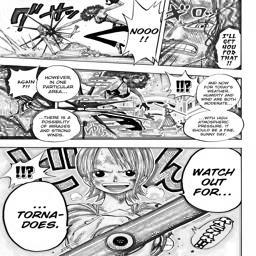 I'LL
GET YOU
FOR
THAT!!
NOOO
!!
AND NOW
FOR TODAY'S
WEATHER.
HUMIDITY AND
WIND ARE BOTH
MODERATE...
...WITH HIGH
ATMOSPHERIC
PRESSURE. IT
SHOULD BE
A FINE,
SUNNY DAY.
!!?
HOWEVER,
IN ONE
PARTICULAR
AREA...
THERE IS A
POSSIBILITY
OF MIRAGES
AND STRONG
WINDS.
AGAIN
?!!
WATCH
OUT
FOR...
!!?
!!?
...
TORNA-
DOES.